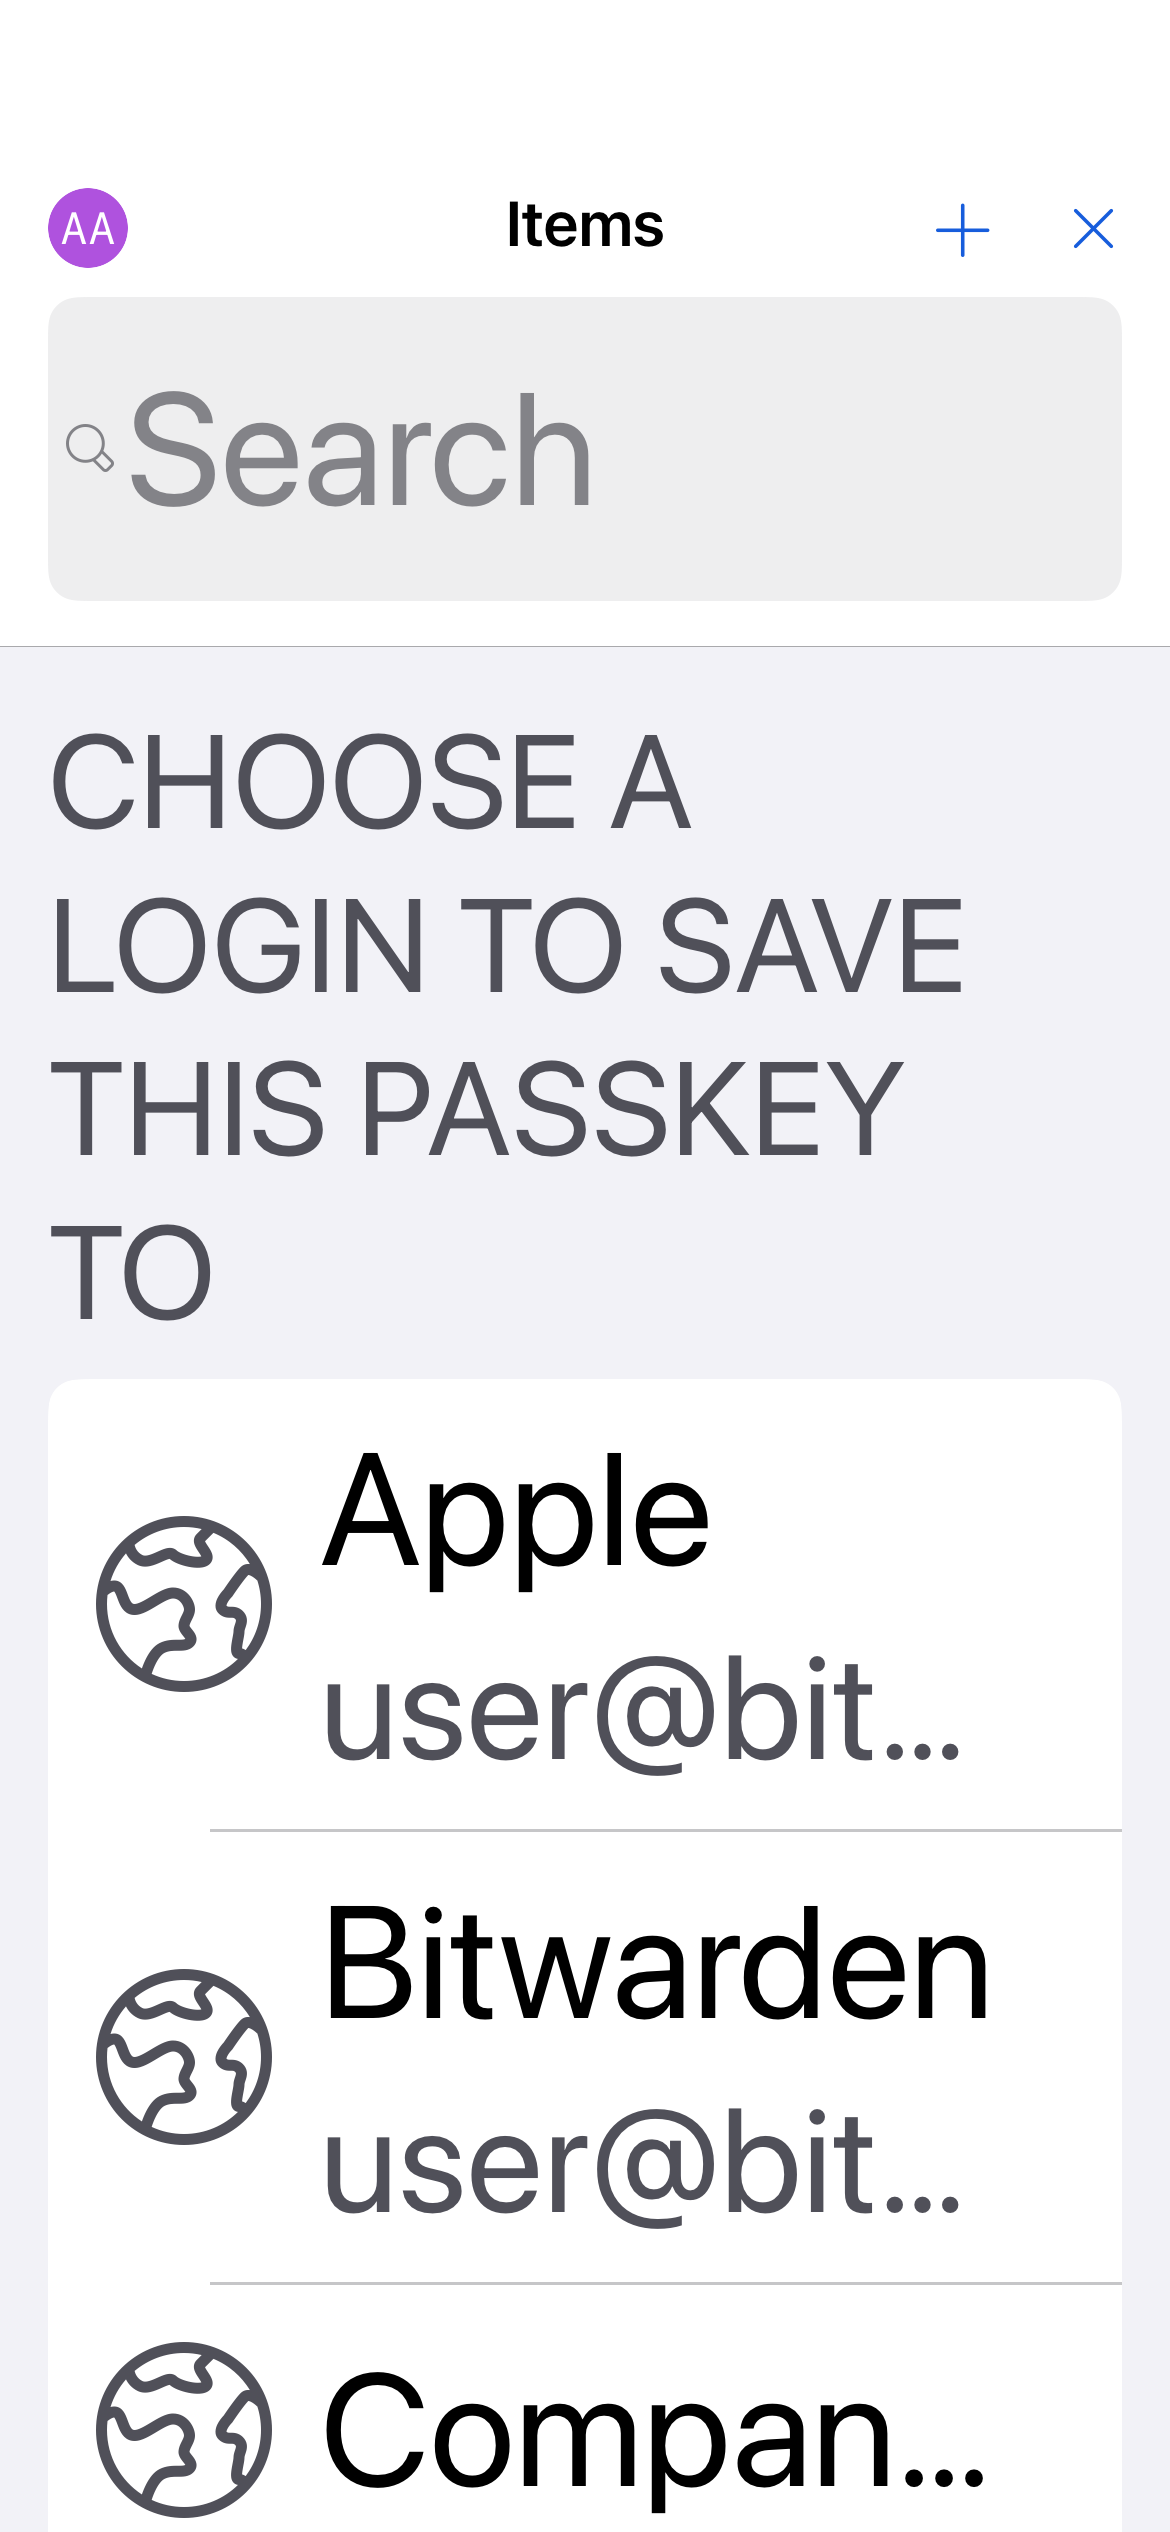 AA
Items
Search
CHOOSE A
LOGIN TO SAVE
THIS PASSKEY
TO
Apple
user@bit...
Bitwarden
user@bit...
Compan...